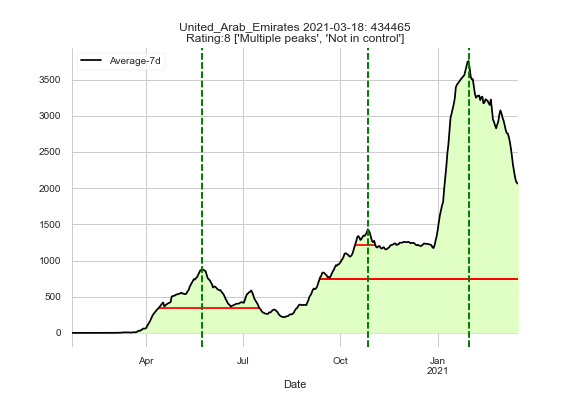 United_Arab_Emirates 2021-03-18: 434465
Rating:8 ['Multiple peaks', 'Not in control']
Average-7d
3500
3000
2500
2000
1500
1000
500
0
Apr
Jul
Oct
Jan
2021
Date